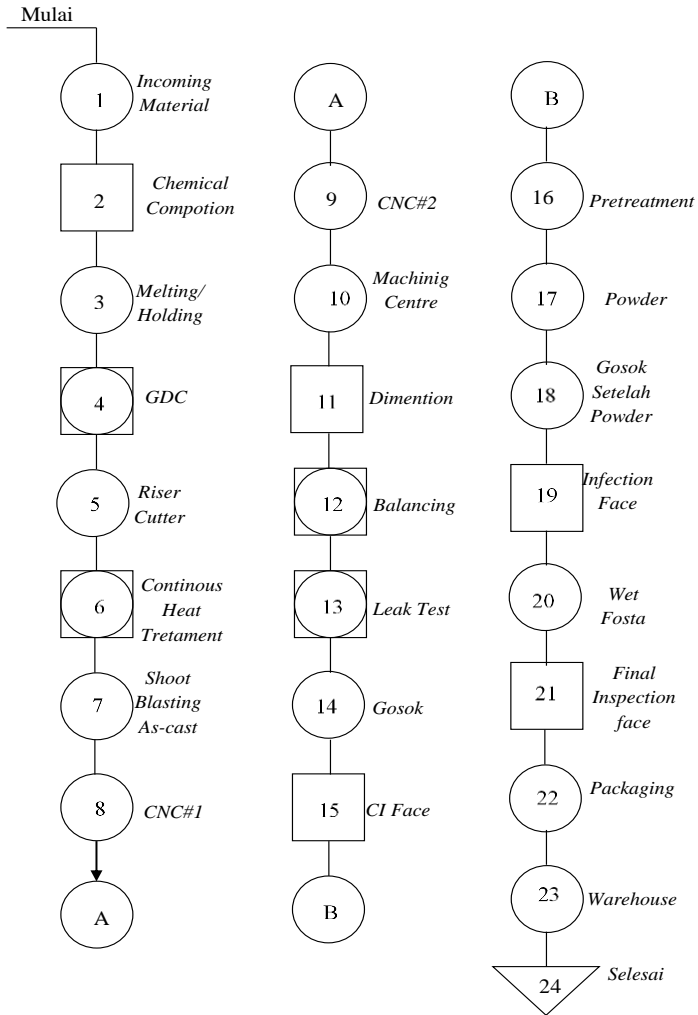 Mulai
1
Incoming
Material
2
Chemical
Compotion
3
Melting/
Holding
4
GDC
5
Riser
Cutter
6
Continous
Heat
Tretament
7
Shoot
Blasting
As-cast
8
CNC#1
A
A
9
CNC#2
10
Machinig
Centre
11
Dimention
12
Balancing
13
Leak Test
14
Gosok
15
CI Face
B
B
16
Pretreatment
17
Powder
18
Gosok
Setelah
Powder
19
Infection
Face
20
Wet
Fosta
21
Final
Inspection
face
22
Packaging
23
Warehouse
24
Selesai